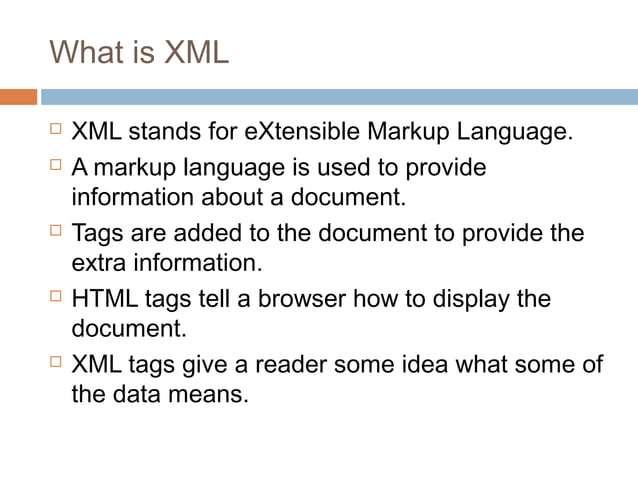 What is XML
XML stands for eXtensible Markup Language.
A markup language is used to provide
information about a document.
Tags are added to the document to provide the
extra information.
HTML tags tell a browser how to display the
document.
XML tags give a reader some idea what some of
the data means.